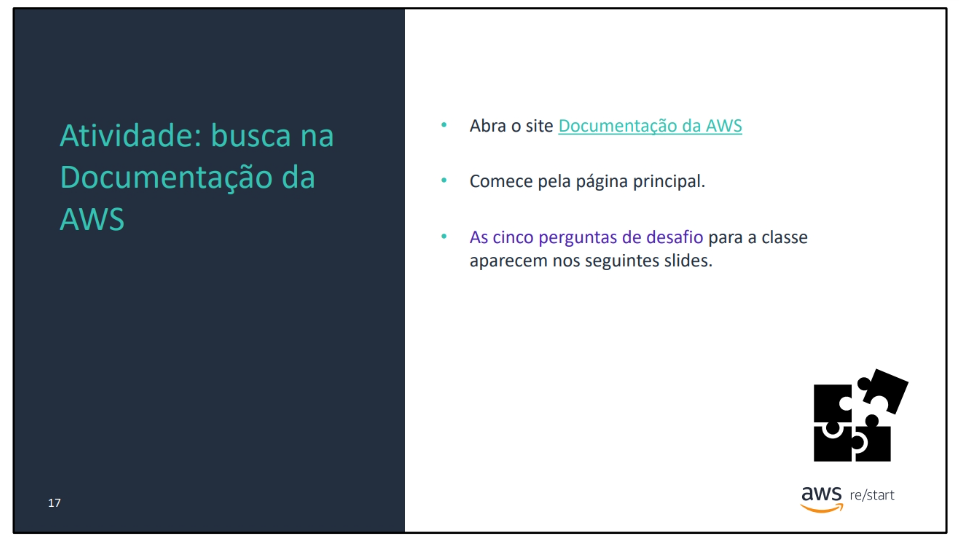 Atividade: busca na
Documentação da
AWS
• Abra o site Documentação da AWS
• Comece pela página principal.
• As cinco perguntas de desafio para a classe
aparecem nos seguintes slides.
17
aws re/start